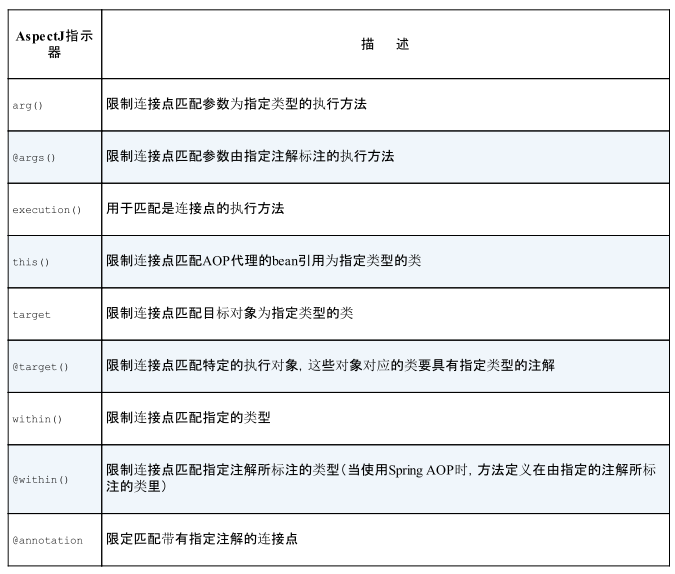 AspectJ指示
器
描 述
arg()
限制连接点匹配参数为指定类型的执行方法
@args()
限制连接点匹配参数由指定注解标注的执行方法
execution()
用于匹配是连接点的执行方法
this()
限制连接点匹配AOP代理的bean引用为指定类型的类
target
限制连接点匹配目标对象为指定类型的类
@target()
限制连接点匹配特定的执行对象，这些对象对应的类要具有指定类型的注解
within()
限制连接点匹配指定的类型
@within()
限制连接点匹配指定注解所标注的类型（当使用Spring AOP时，方法定义在由指定的注解所标
注的类里）
@annotation
限定匹配带有指定注解的连接点